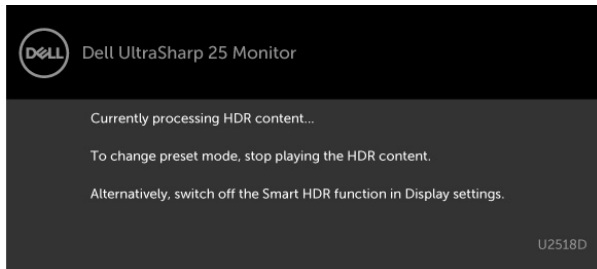 DELL
Dell UltraSharp 25 Monitor
Currently processing HDR content...
To change preset mode, stop playing the HDR content.
Alternatively, switch off the Smart HDR function in Display settings.
U2518D